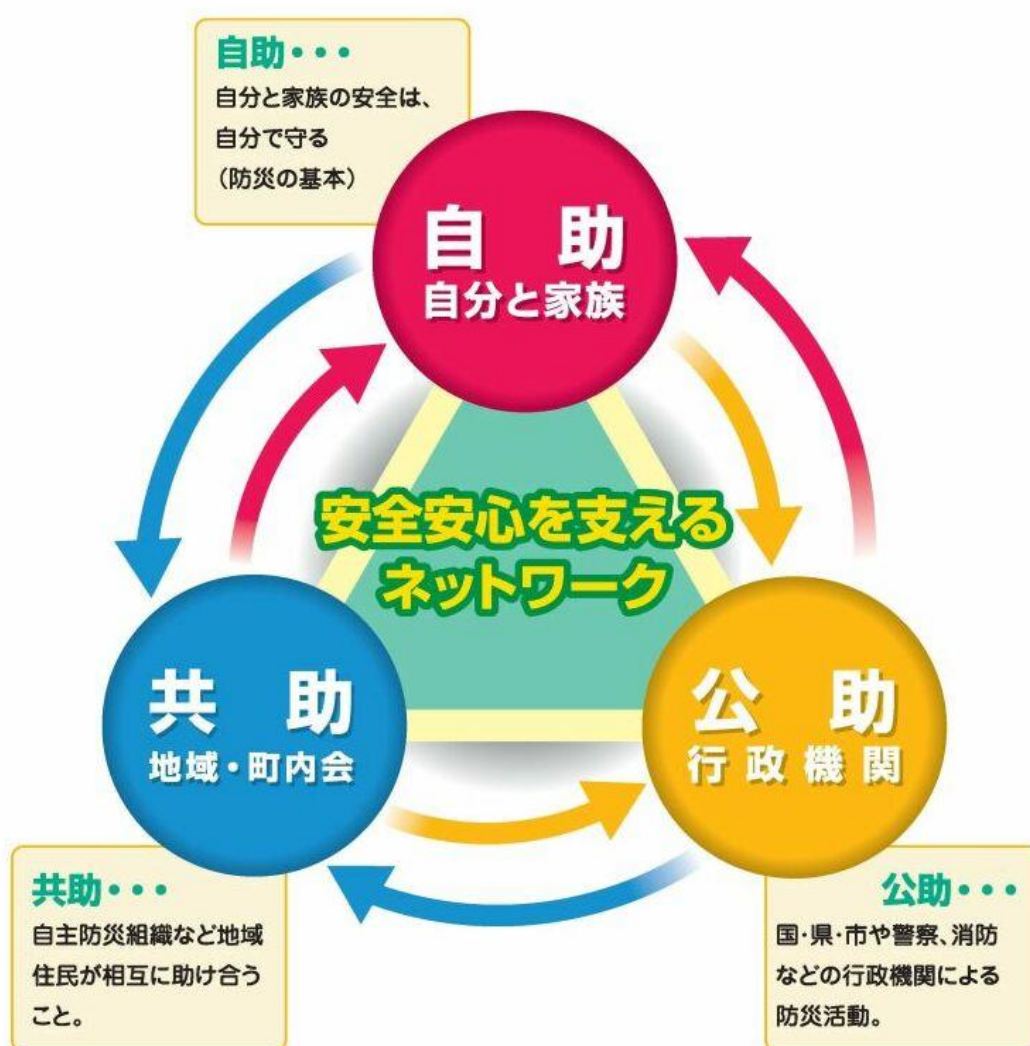 自助・・・
自分と家族の安全は、
自分で守る
（防災の基本）
自 助
自分と家族
安全安心を支える
ネットワーク
共 助
地域・町内会
公 助
行政機関
共助・・・
自主防災組織など地域
住民が相互に助け合う
こと。
公助・・・
国・県・市や警察、消防
などの行政機関による
防災活動。